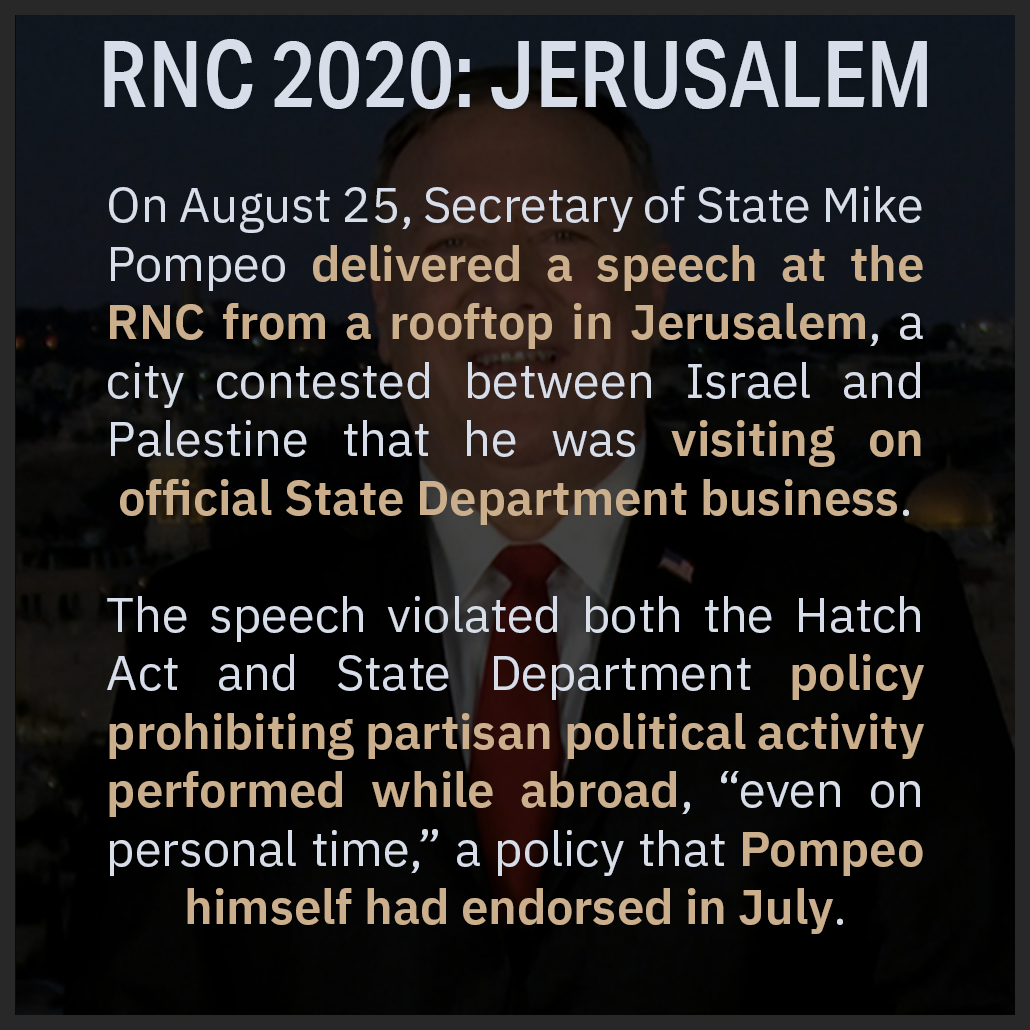 RNC 2020: JERUSALEM
On August 25, Secretary of State Mike
Pompeo delivered a speech at the
RNC from a rooftop in Jerusalem, a
city contested between Israel and
Palestine that he was visiting on
official State Department business.
The speech violated both the Hatch
Act and State Department policy
prohibiting partisan political activity
performed while abroad, “even on
personal time,” a policy that Pompeo
himself had endorsed in July.